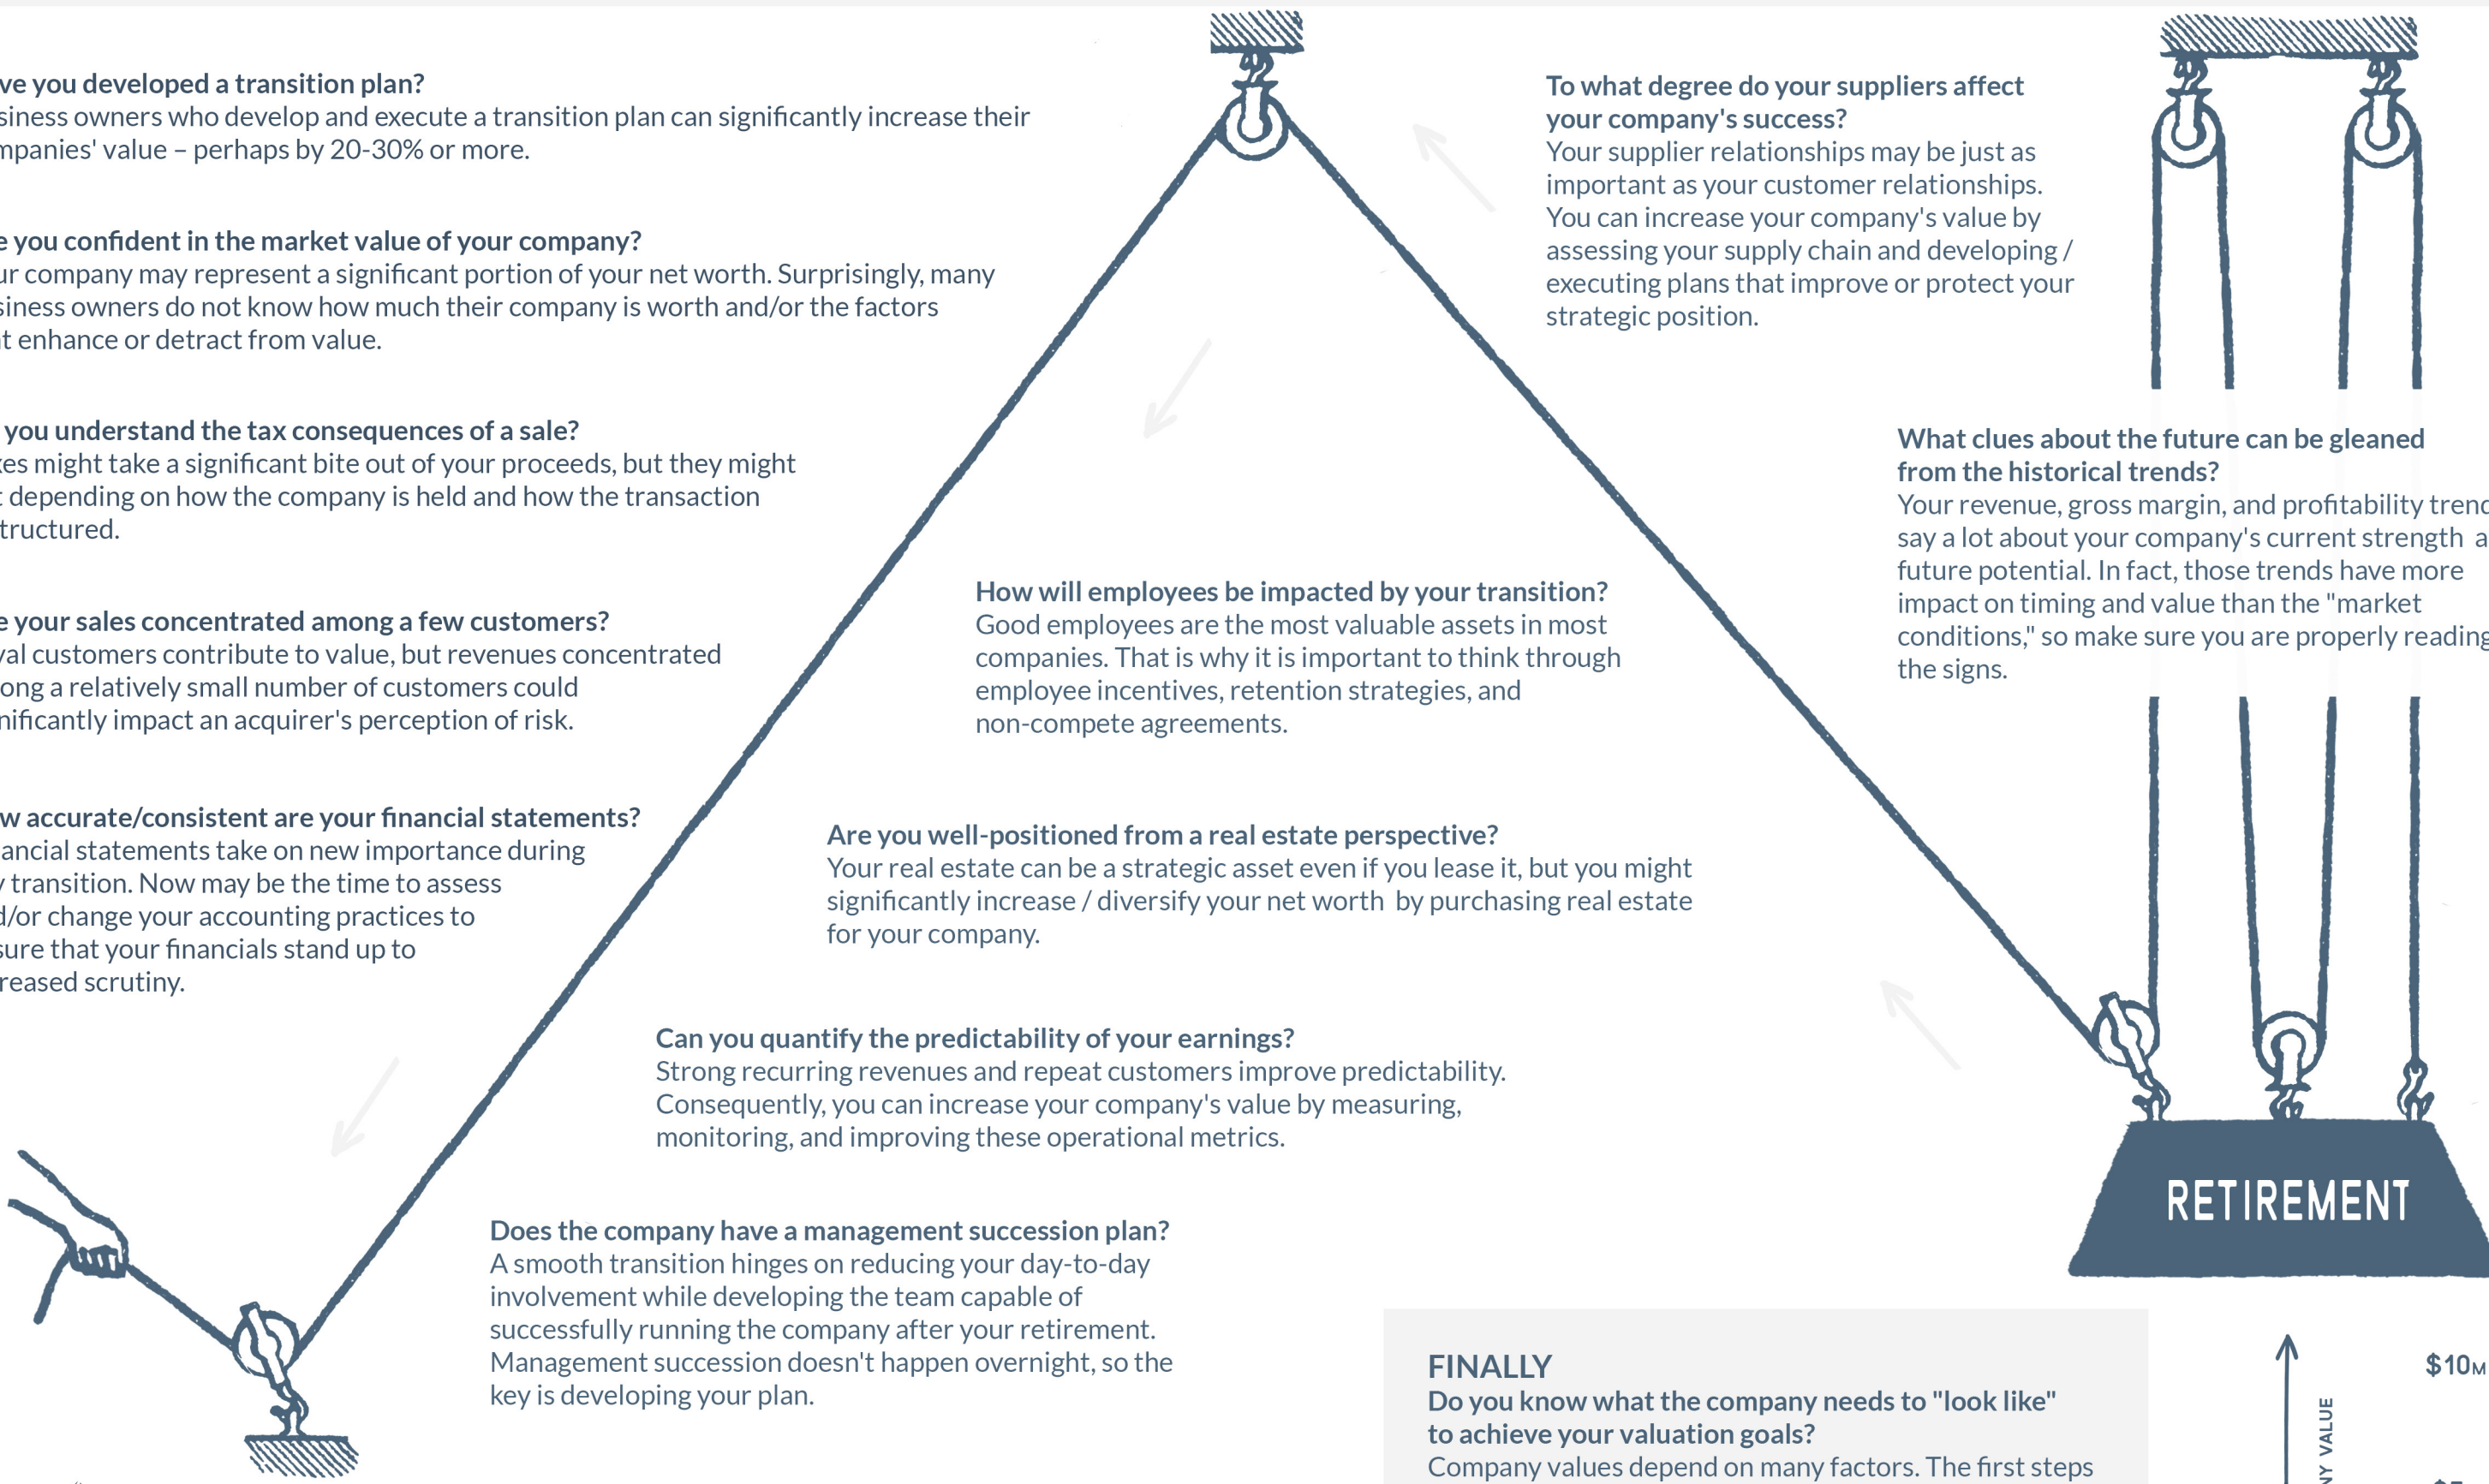 ve you developed a transition plan?
siness owners who develop and execute a transition plan can significantly increase their
mpanies' value – perhaps by 20-30% or more.
e you confident in the market value of your company?
ur company may represent a significant portion of your net worth. Surprisingly, many
siness owners do not know how much their company is worth and/or the factors
t enhance or detract from value.
you understand the tax consequences of a sale?
es might take a significant bite out of your proceeds, but they might
t depending on how the company is held and how the transaction
tructured.
e your sales concentrated among a few customers?
yal customers contribute to value, but revenues concentrated
ong a relatively small number of customers could
nificantly impact an acquirer's perception of risk.
w accurate/consistent are your financial statements?
ancial statements take on new importance during
y transition. Now may be the time to assess
d/or change your accounting practices to
sure that your financials stand up to
reased scrutiny.
To what degree do your suppliers affect
your company's success?
Your supplier relationships may be just as
important as your customer relationships.
You can increase your company's value by
assessing your supply chain and developing /
executing plans that improve or protect your
strategic position.
What clues about the future can be gleaned
from the historical trends?
Your revenue, gross margin, and profitability trend
say a lot about your company's current strength a
future potential. In fact, those trends have more
impact on timing and value than the "market
conditions," so make sure you are properly reading
the signs.
How will employees be impacted by your transition?
Good employees are the most valuable assets in most
companies. That is why it is important to think through
employee incentives, retention strategies, and
non-compete agreements.
Are you well-positioned from a real estate perspective?
Your real estate can be a strategic asset even if you lease it, but you might
significantly increase / diversify your net worth by purchasing real estate
for your company.
Can you quantify the predictability of your earnings?
Strong recurring revenues and repeat customers improve predictability.
Consequently, you can increase your company's value by measuring,
monitoring, and improving these operational metrics.
Does the company have a management succession plan?
A smooth transition hinges on reducing your day-to-day
involvement while developing the team capable of
successfully running the company after your retirement.
Management succession doesn't happen overnight, so the
key is developing your plan.
RETIREMENT
FINALLY
Do you know what the company needs to "look like"
to achieve your valuation goals?
Company values depend on many factors. The first steps
$10M
NY VALUE